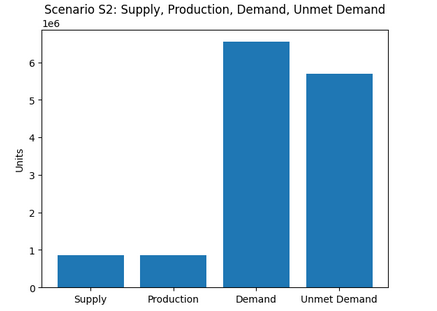 Scenario S2: Supply, Production, Demand, Unmet Demand
1e6
6
5
4
3
2
1
0
Units
Supply Production Demand Unmet Demand